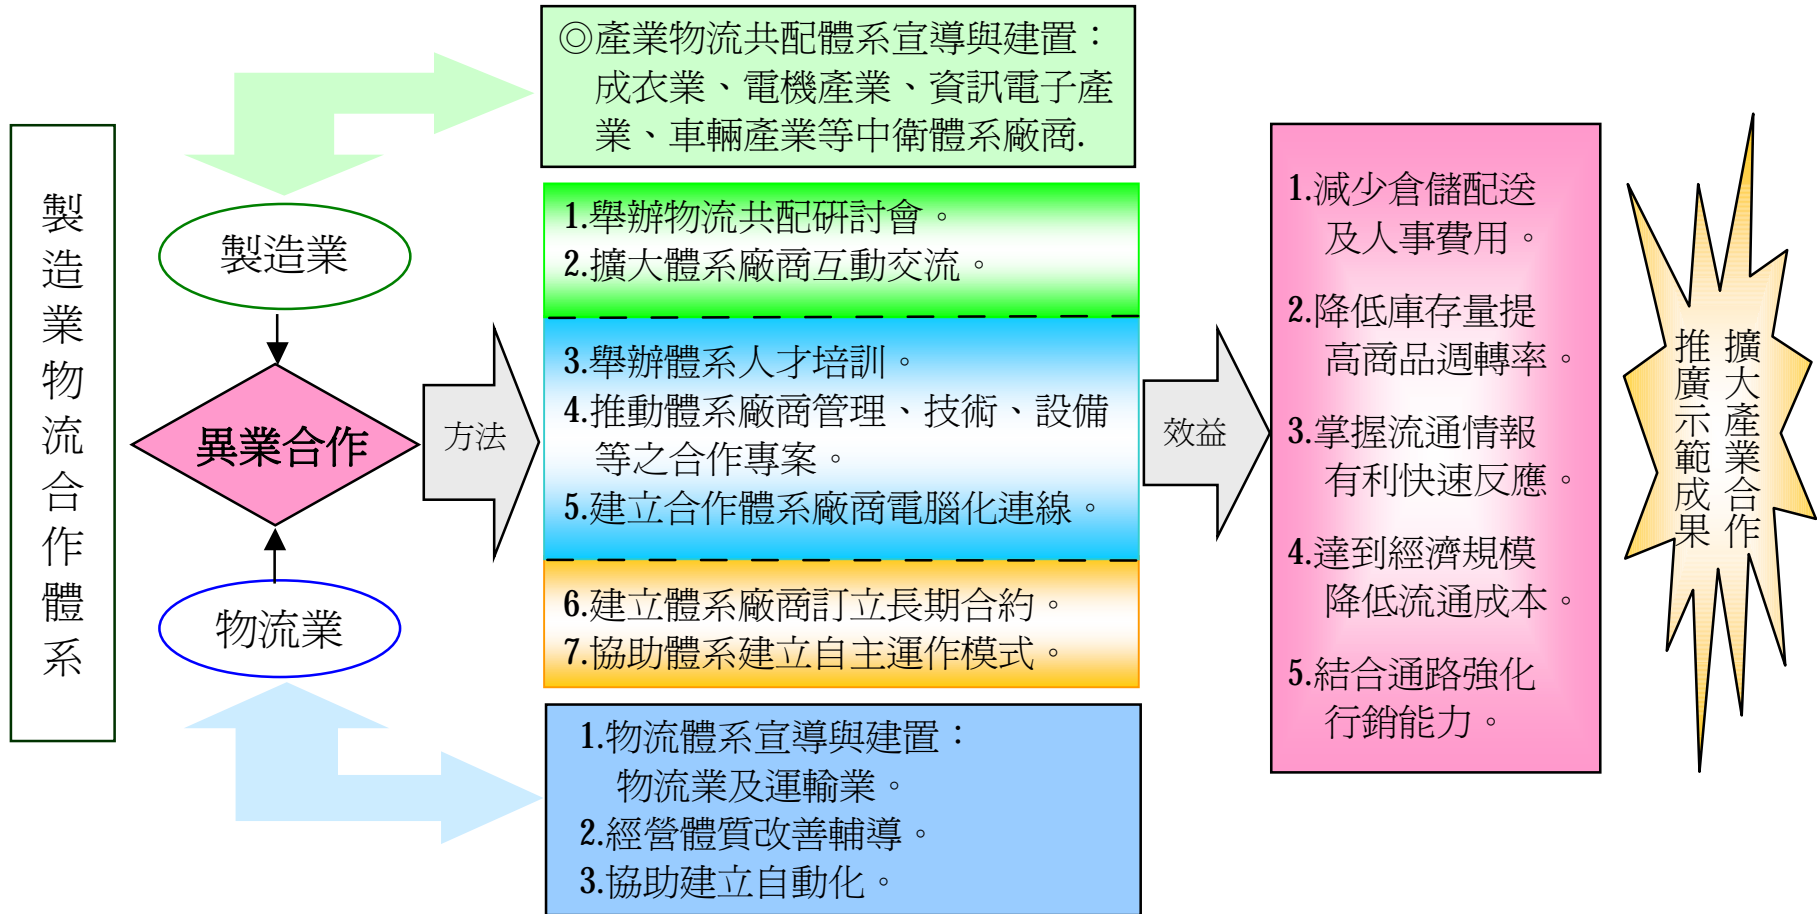 製造業物流合作體系
◎產業物流共配體系宣導與建置：
成衣業、電機產業、資訊電子產
業、車輛產業等中衛體系廠商.
製造業
異業合作
物流業
方法
1.舉辦物流共配研討會。
2.擴大體系廠商互動交流。
3.舉辦體系人才培訓。
4.推動體系廠商管理、技術、設備
等之合作專案。
5.建立合作體系廠商電腦化連線。
6.建立體系廠商訂立長期合約。
7.協助體系建立自主運作模式。
1.物流體系宣導與建置：
物流業及運輸業。
2.經營體質改善輔導。
3.協助建立自動化。
效益
1.減少倉儲配送
及人事費用。
2.降低庫存量提
高商品週轉率。
3.掌握流通情報
有利快速反應。
4.達到經濟規模
降低流通成本。
5.結合通路強化
行銷能力。
擴大產業合作
推廣示範成果